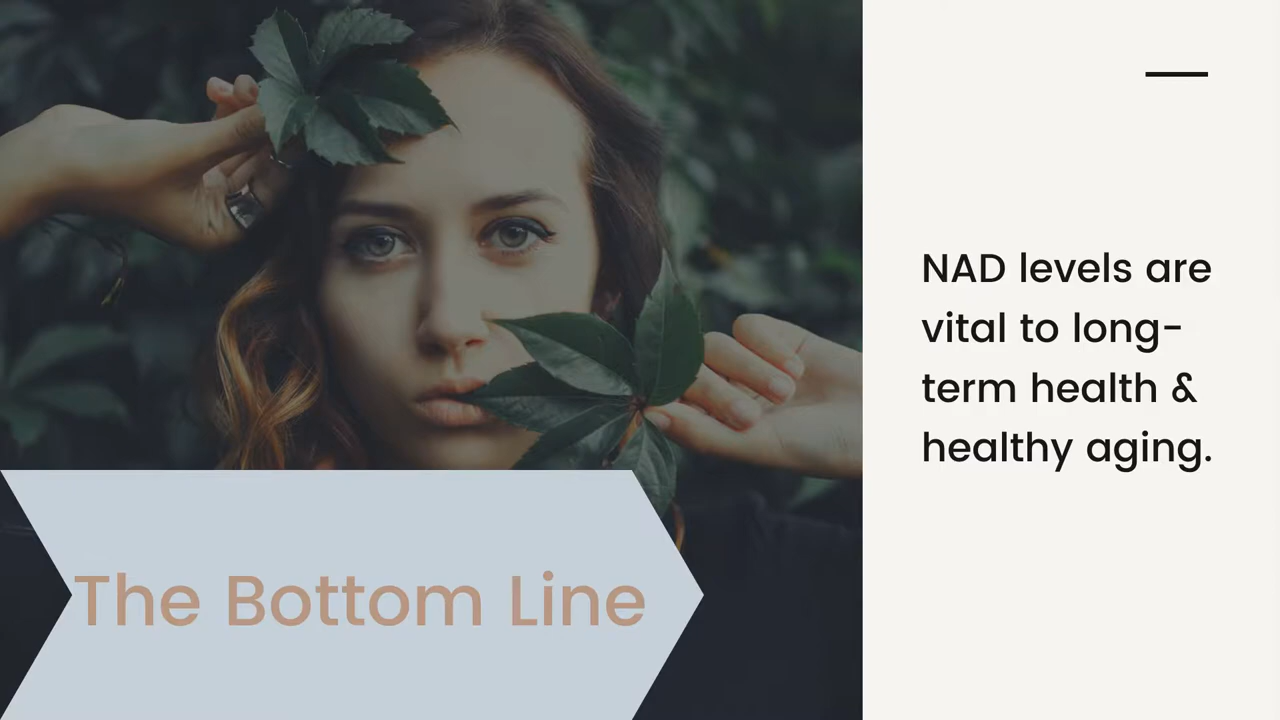 The Bottom Line
NAD levels are
vital to long-
term health &
healthy aging.